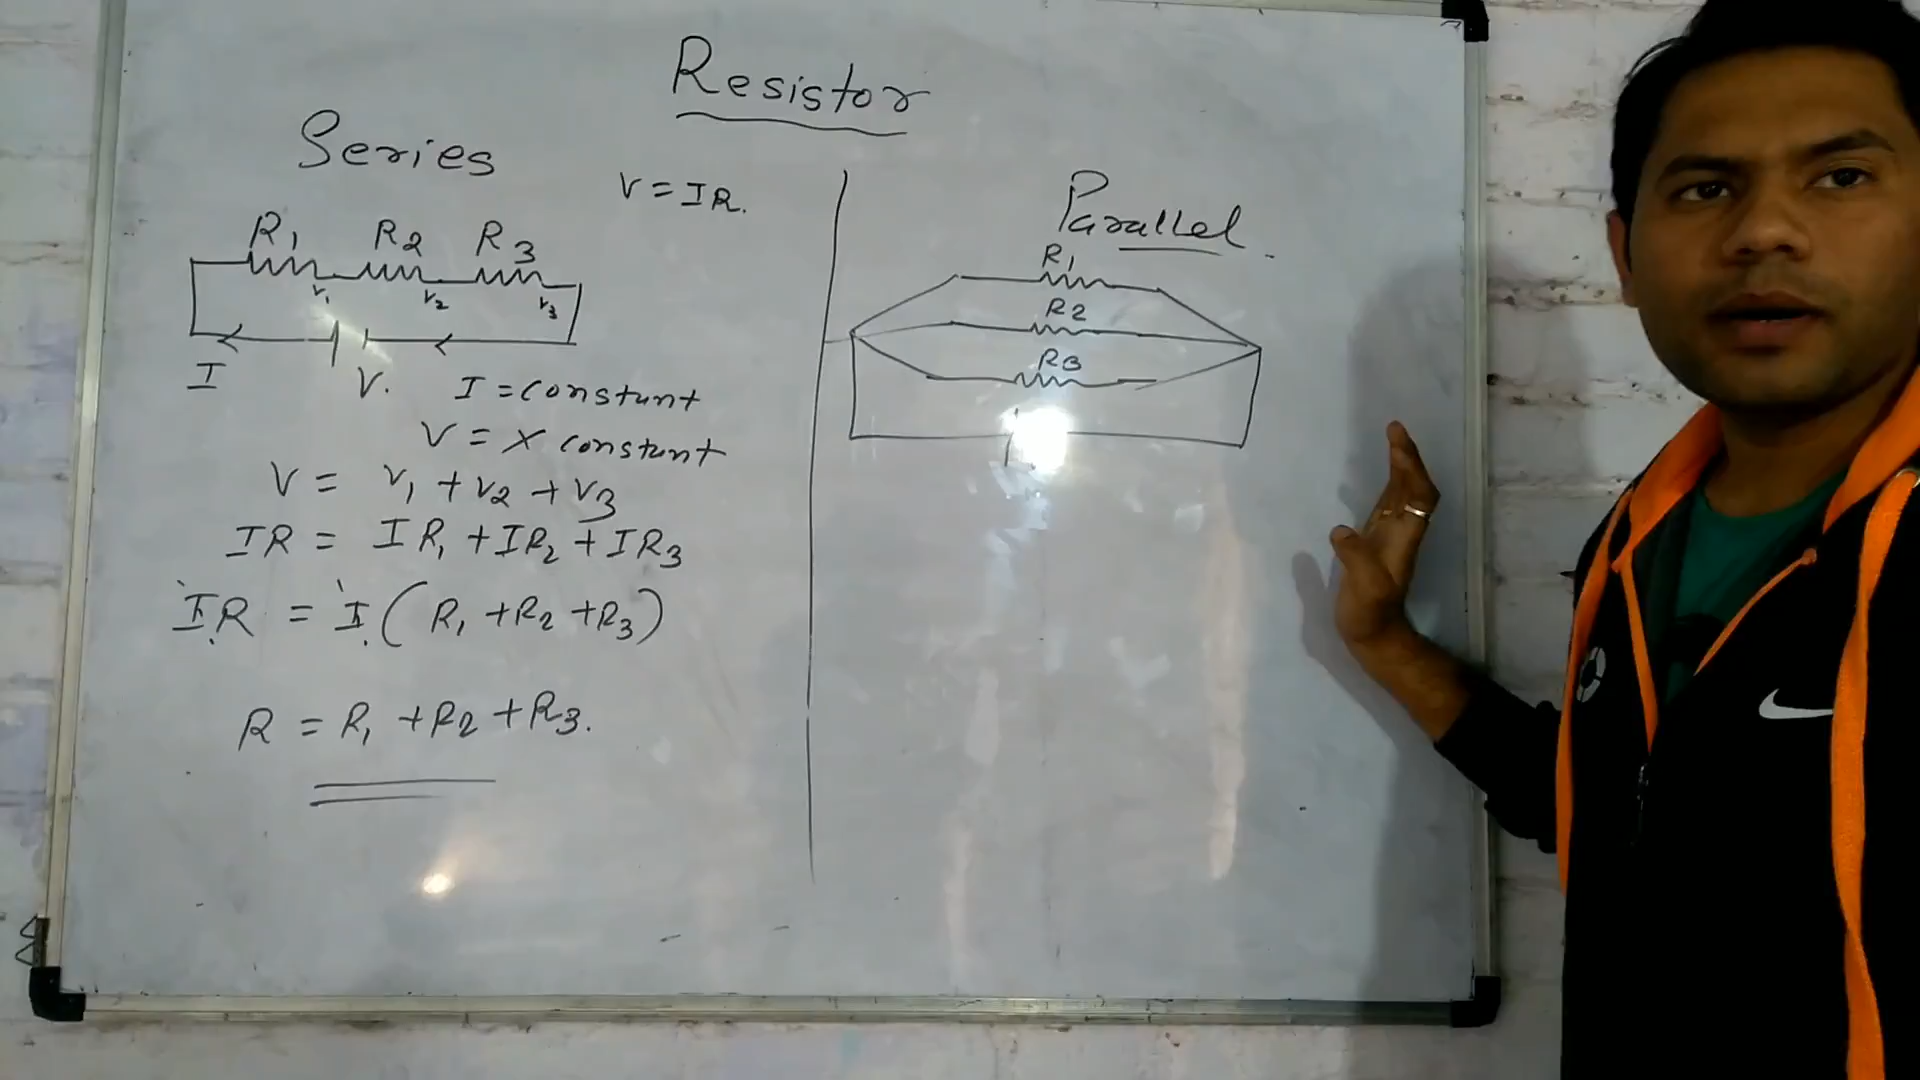 Resistor
Series
V = IR.
R1 R2 R3
V1 V2 V3
I V.
I = constant
V = × constant
V = V1 + V2 + V3
IR = IR1 + IR2 + IR3
IR = I ( R1 + R2 + R3 )
R = R1 + R2 + R3.
Parallel
R1
R2
R3